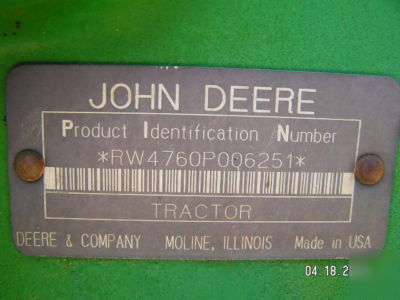 JOHN DEERE
Product Identification Number
*RW4760P006251*
TRACTOR
DEERE & COMPANY MOLINE, ILLINOIS Made in USA
04.18.2